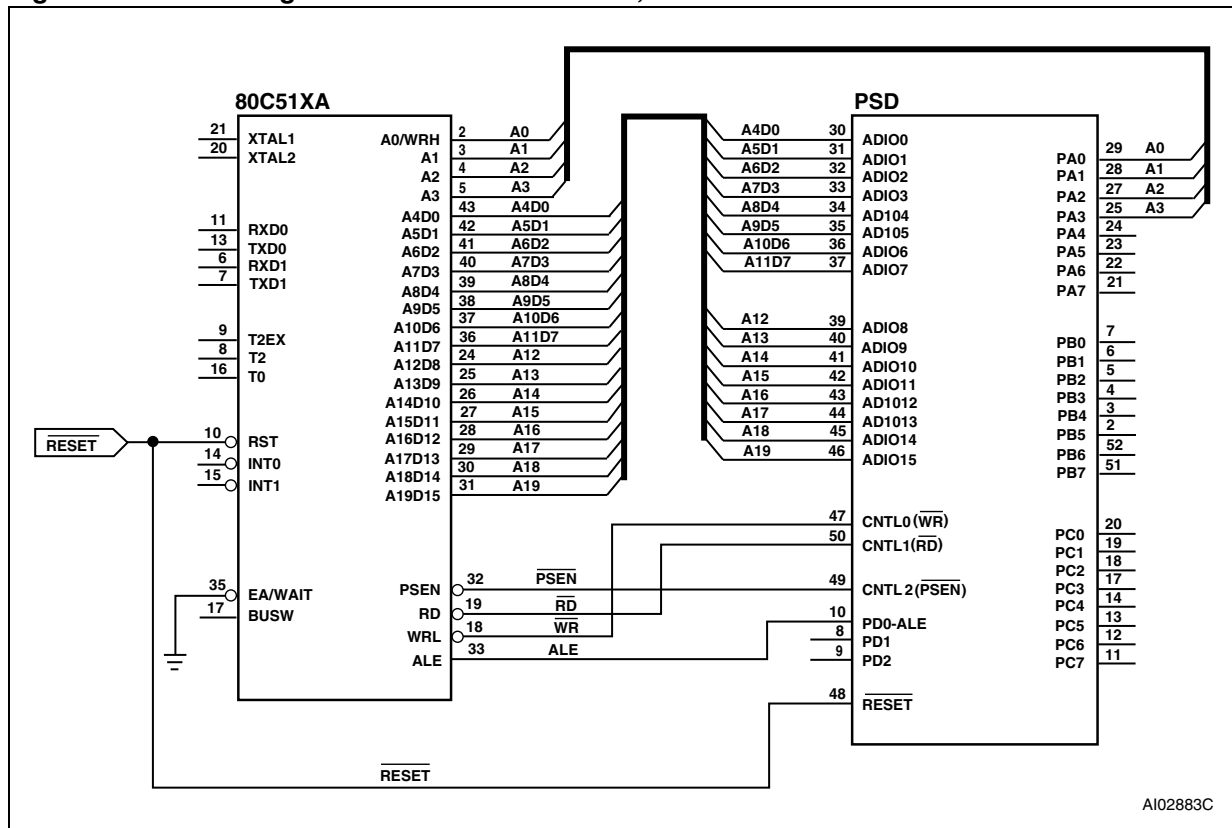 80C51XA
21 XTAL1
20 XTAL2
11 RXD0
13 TXD0
6 RXD1
7 TXD1
9 T2EX
8 T2
16 T0
RESET
10 RST
14 INT0
15 INT1
35 EA/WAIT
17 BUSW
A0/WRH 2 A0
A1 3 A1
A2 4 A2
A3 5 A3
A4D0 43 A4D0
A5D1 42 A5D1
A6D2 41 A6D2
A7D3 40 A7D3
A8D4 39 A8D4
A9D5 38 A9D5
A10D6 37 A10D6
A11D7 36 A11D7
A12D8 24 A12
A13D9 25 A13
A14D10 26 A14
A15D11 27 A15
A16D12 28 A16
A17D13 29 A17
A18D14 30 A18
A19D15 31 A19
PSEN 32 PSEN
RD 19 RD
WRL 18 WR
ALE 33 ALE
RESET
PSD
A4D0 30 ADIO0
A5D1 31 ADIO1
A6D2 32 ADIO2
A7D3 33 ADIO3
A8D4 34 AD104
A9D5 35 AD105
A10D6 36 ADIO6
A11D7 37 ADIO7
A12 39 ADIO8
A13 40 ADIO9
A14 41 ADIO10
A15 42 ADIO11
A16 43 AD1012
A17 44 AD1013
A18 45 ADIO14
A19 46 ADIO15
47 CNTL0(WR)
50 CNTL1(RD)
49 CNTL2(PSEN)
10 PD0-ALE
8 PD1
9 PD2
48 RESET
PA0 29 A0
PA1 28 A1
PA2 27 A2
PA3 25 A3
PA4 24
PA5 23
PA6 22
PA7 21
PB0 7
PB1 6
PB2 5
PB3 4
PB4 3
PB5 2
PB6 52
PB7 51
PC0 20
PC1 19
PC2 18
PC3 17
PC4 14
PC5 13
PC6 12
PC7 11
AI02883C